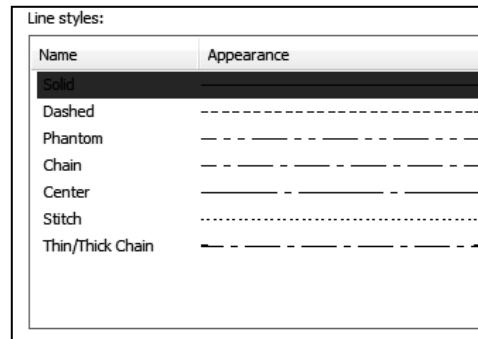 Line styles:
Name Appearance
Solid
Dashed
Phantom
Chain
Center
Stitch
Thin/Thick Chain